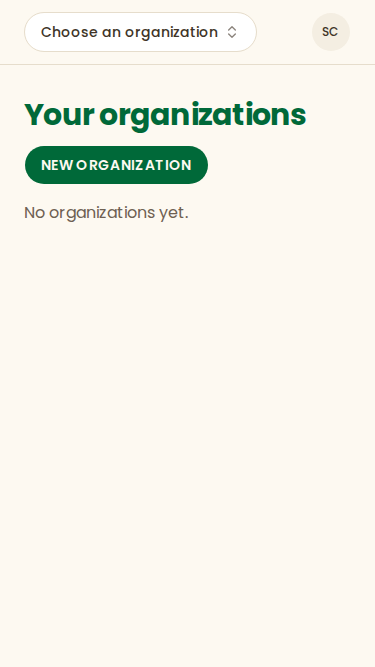 Choose an organization
SC
Your organizations
NEW ORGANIZATION
No organizations yet.